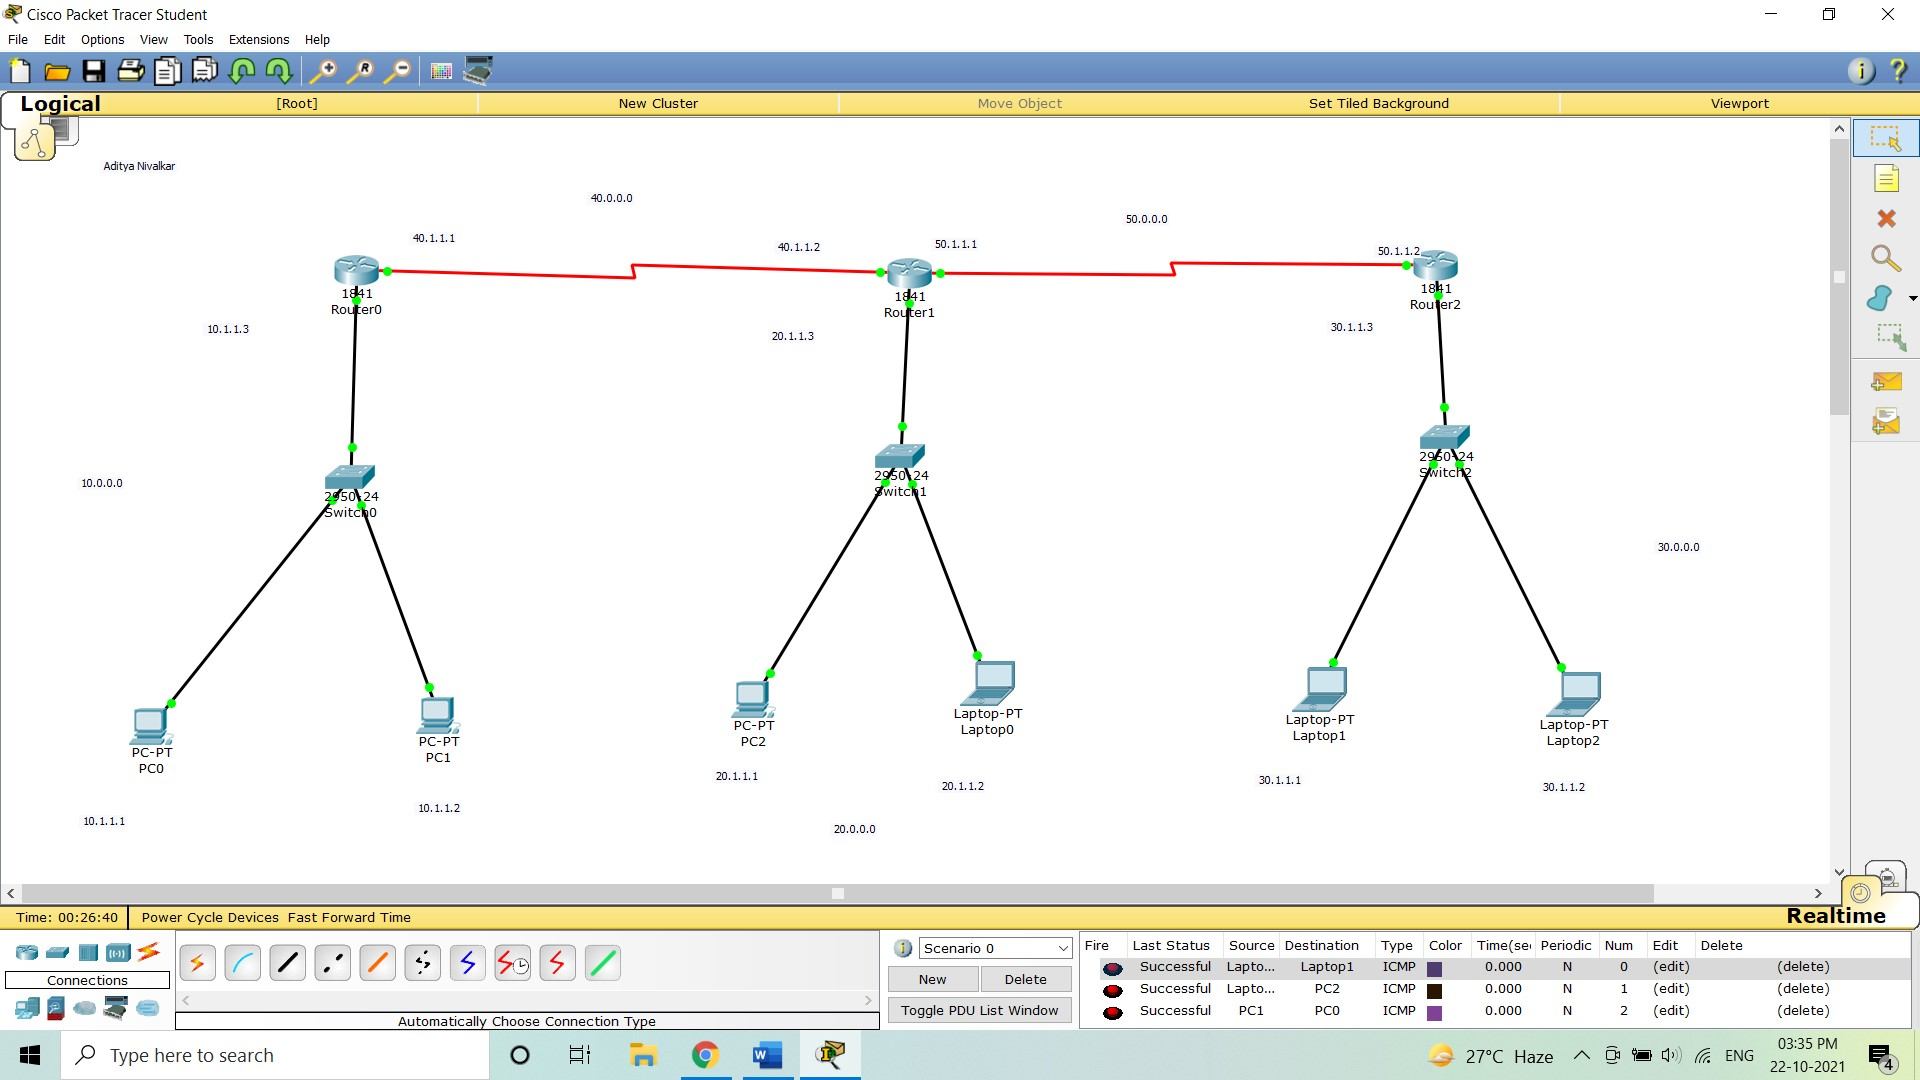 Cisco Packet Tracer Student
File Edit Options View Tools Extensions Help
Logical [Root] New Cluster Move Object Set Tiled Background Viewport
Aditya Nivalkar
40.0.0.0
50.0.0.0
40.1.1.1
40.1.1.2
50.1.1.1
50.1.1.2
1841
Router0
1841
Router1
1841
Router2
10.1.1.3
20.1.1.3
30.1.1.3
10.0.0.0
2950-24
Switch0
2950-24
Switch1
2950-24
Switch2
30.0.0.0
PC-PT
PC0
PC-PT
PC1
PC-PT
PC2
Laptop-PT
Laptop0
Laptop-PT
Laptop1
Laptop-PT
Laptop2
10.1.1.1
10.1.1.2
20.1.1.1
20.1.1.2
30.1.1.1
30.1.1.2
20.0.0.0
Time: 00:26:40 Power Cycle Devices Fast Forward Time
Realtime
Connections
Automatically Choose Connection Type
Scenario 0
New Delete
Toggle PDU List Window
Fire Last Status Source Destination Type Color Time(se Periodic Num Edit Delete
Successful Lapto... Laptop1 ICMP 0.000 N 0 (edit) (delete)
Successful Lapto... PC2 ICMP 0.000 N 1 (edit) (delete)
Successful PC1 PC0 ICMP 0.000 N 2 (edit) (delete)
Type here to search
27°C Haze
ENG
03:35 PM
22-10-2021
4